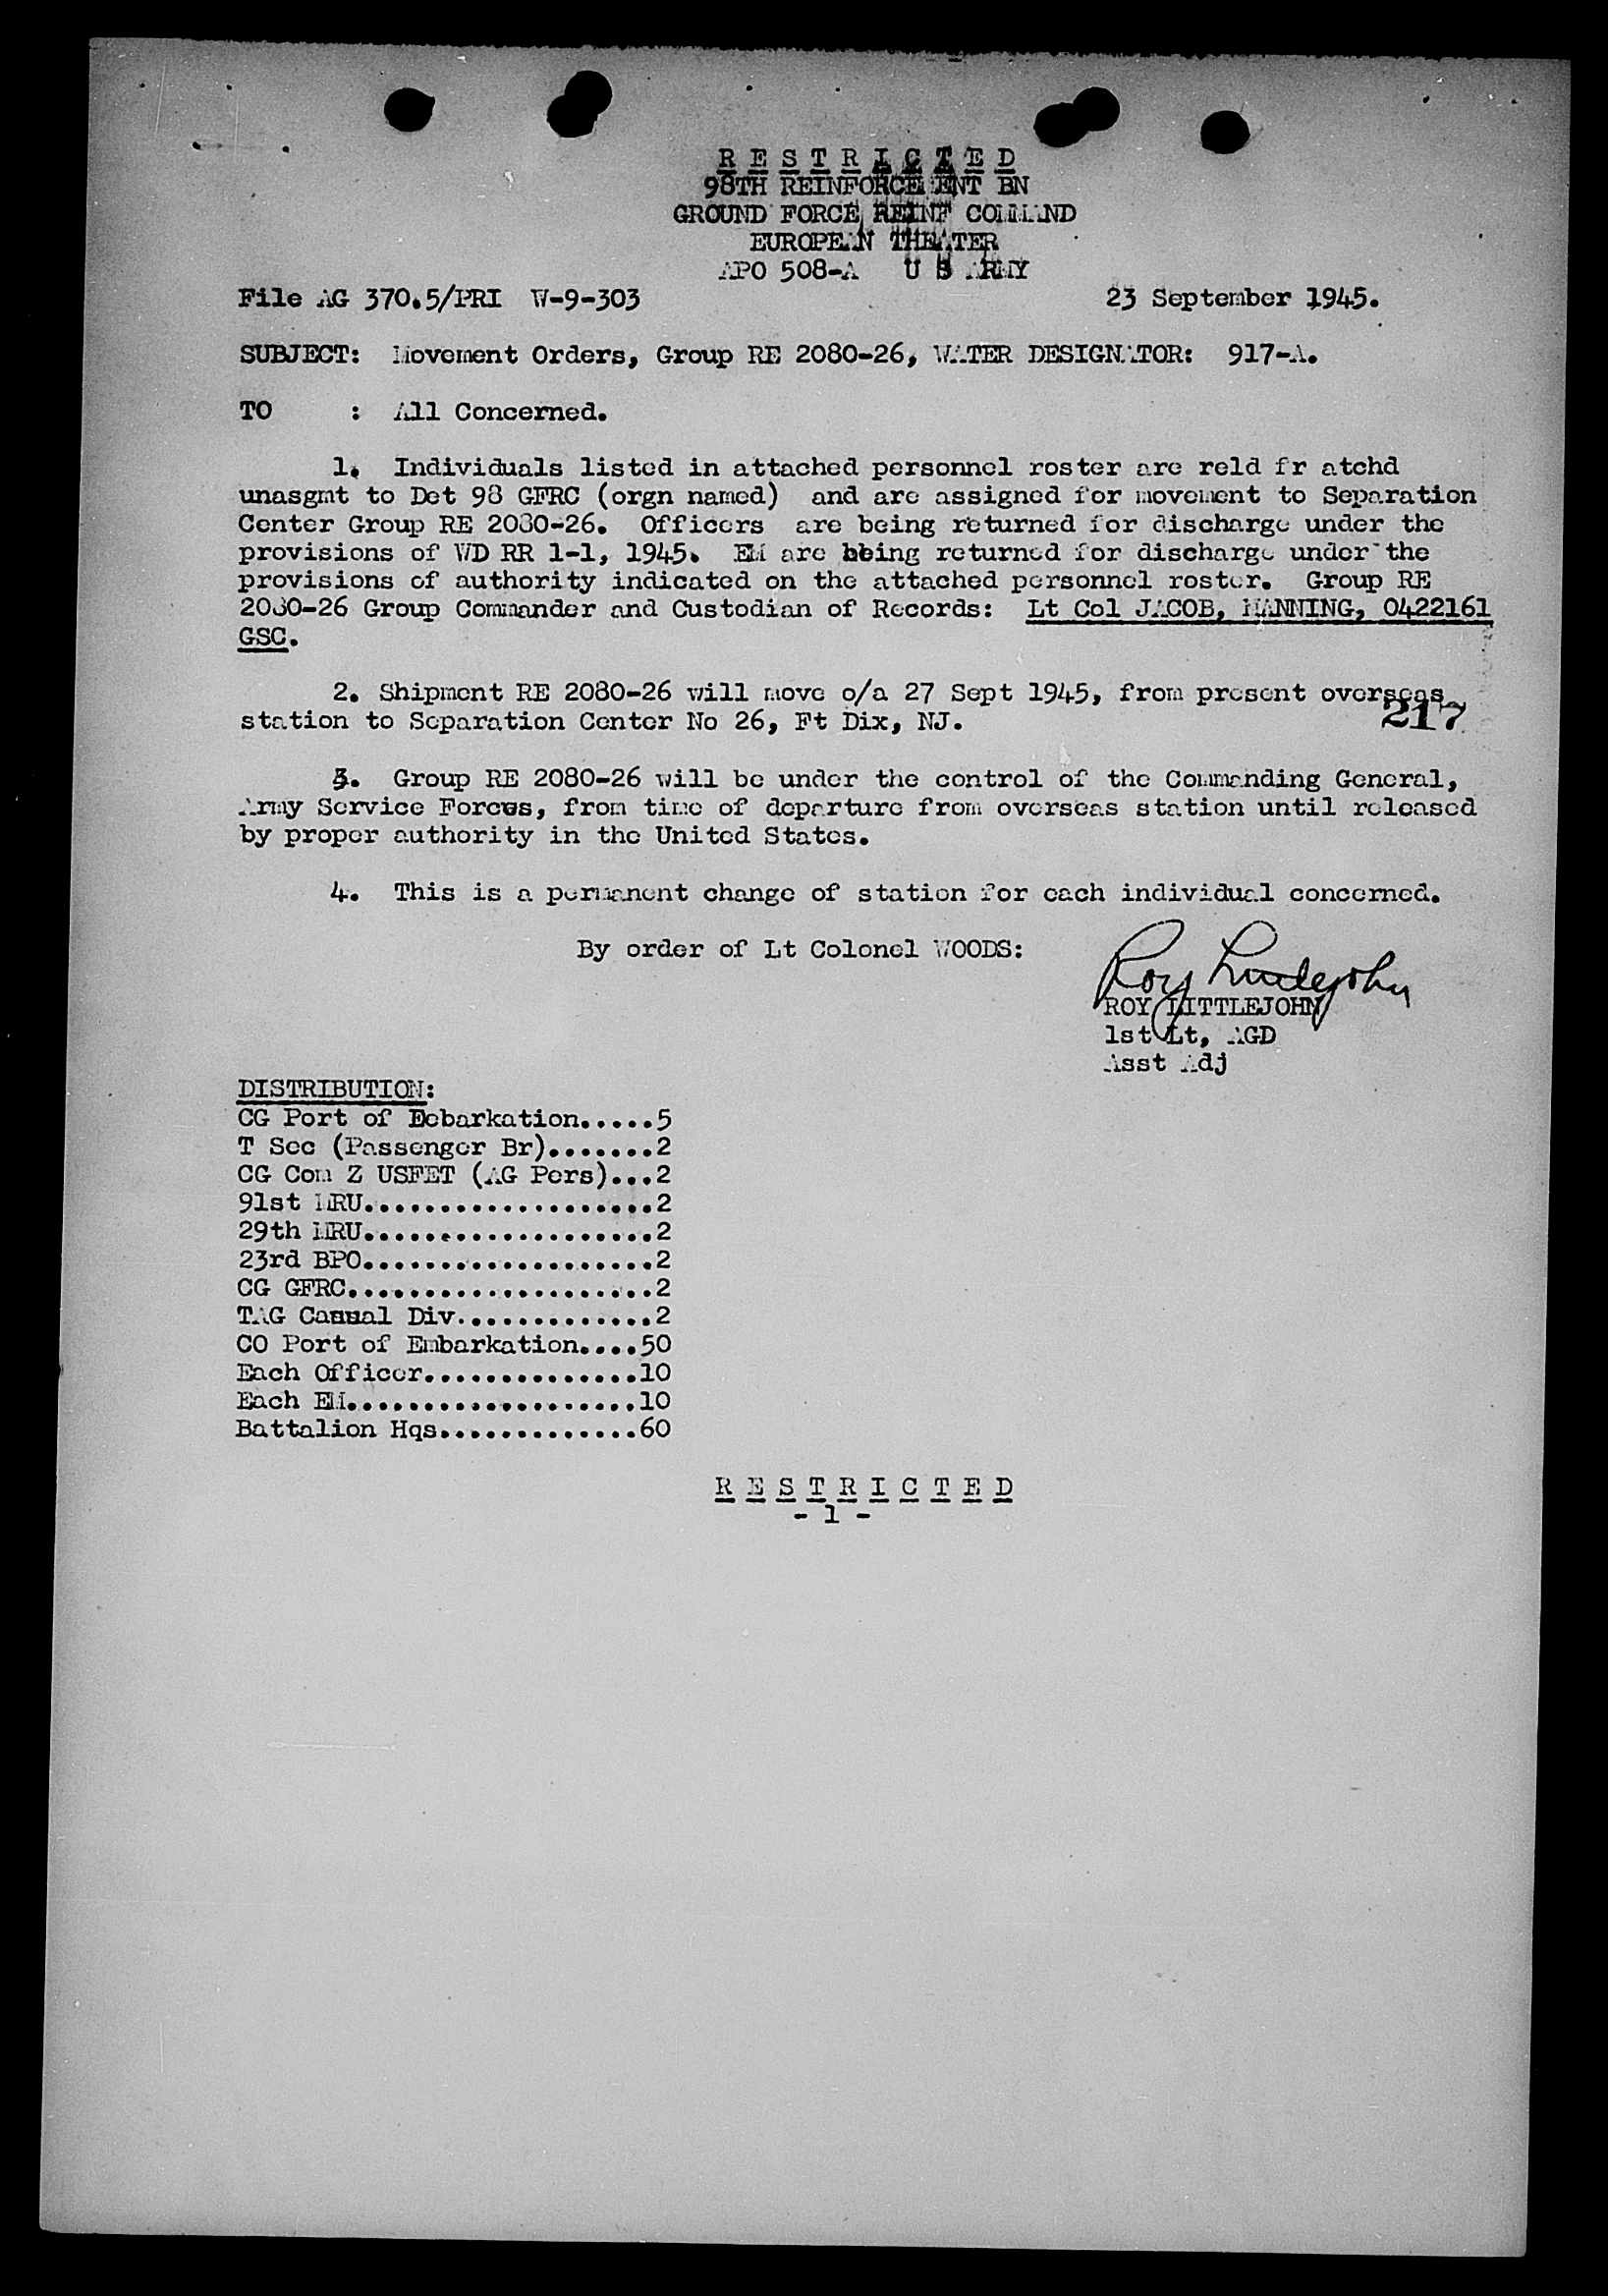 R E S T R I C T E D
98TH REINFORCEMENT BN
GROUND FORCE REINF COMMAND
EUROPEAN THEATER
APO 508-A U S ARMY
File AG 370.5/PRI W-9-303 23 September 1945.
SUBJECT: Movement Orders, Group RE 2080-26, WATER DESIGNATOR: 917-A.
TO : All Concerned.
1. Individuals listed in attached personnel roster are reld fr atchd
unasgmt to Det 98 GFRC (orgn named) and are assigned for movement to Separation
Center Group RE 2080-26. Officers are being returned for discharge under the
provisions of WD RR 1-1, 1945. EM are bbing returned for discharge under the
provisions of authority indicated on the attached personnel roster. Group RE
2080-26 Group Commander and Custodian of Records: Lt Col JACOB, MANNING, O422161
GSC.
2. Shipment RE 2080-26 will move o/a 27 Sept 1945, from present overseas
station to Separation Center No 26, Ft Dix, NJ. 217
3. Group RE 2080-26 will be under the control of the Commanding General,
Army Service Forces, from time of departure from overseas station until released
by proper authority in the United States.
4. This is a permanent change of station for each individual concerned.
By order of Lt Colonel WOODS:
Roy Littlejohn
ROY LITTLEJOHN
1st Lt, AGD
Asst Adj
DISTRIBUTION:
CG Port of Eebarkation.....5
T Sec (Passenger Br).......2
CG Com Z USFET (AG Pers)...2
91st MRU...................2
29th MRU...................2
23rd BPO...................2
CG GFRC....................2
TAG Casual Div.............2
CO Port of Embarkation....50
Each Officer..............10
Each EM...................10
Battalion Hqs.............60
R E S T R I C T E D
- 1 -